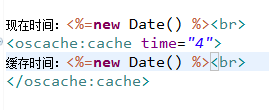 现在时间：<%=new Date() %><br>
<oscache:cache time="4">
缓存时间：<%=new Date() %><br>
</oscache:cache>